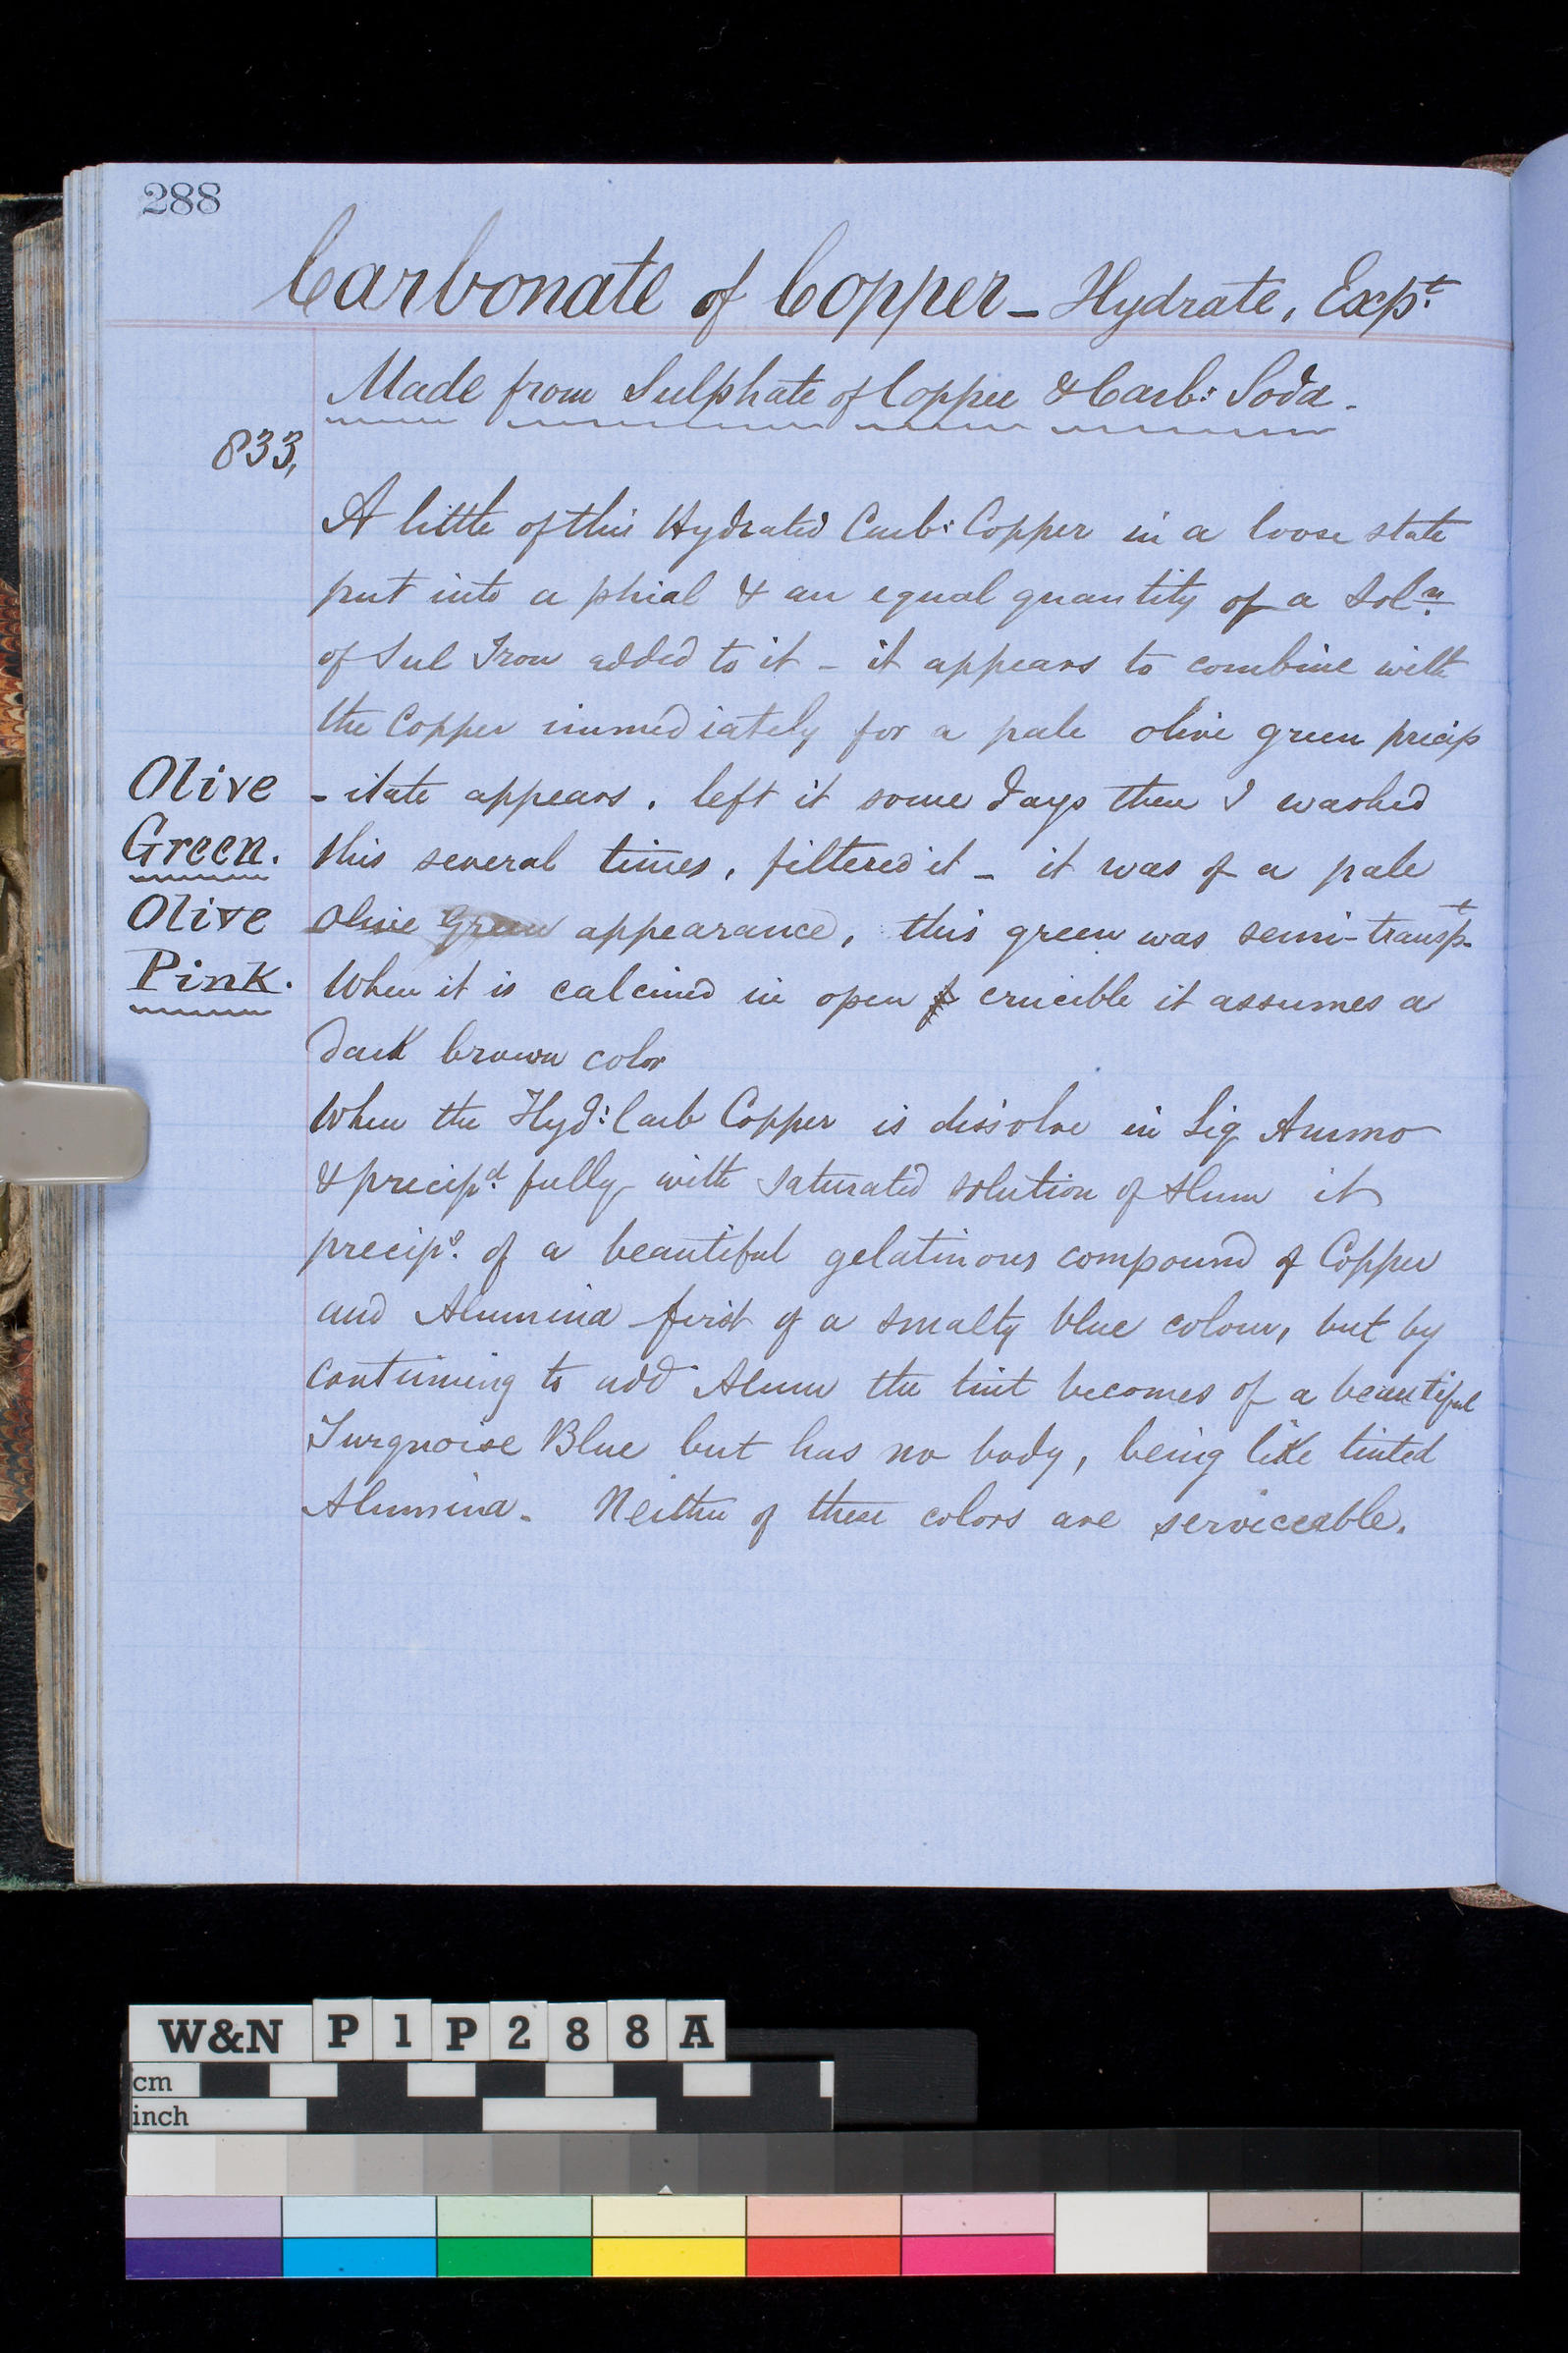 288
Carbonate of Copper - Hydrate, Expt.
Made from Sulphate of Copper & Carb: Soda.
833,
A little of this Hydrated Carb: Copper in a loose state
put into a phial & an equal quantity of a Soln.
of Sul Iron added to it - it appears to combine with
the Copper immediately for a pale olive green precip
Olive - itate appears. left it some days then I washed
Green. this several times, filtered it - it was of a pale
Olive Olive Green appearance, this green was semi-transpt.
Pink. When it is calcined in open crucible it assumes a
dark brown color
When the Hyd: Carb Copper is dissolve in Liq Ammo
& precipd. fully with saturated solution of Alum it
precips. of a beautiful gelatinous compound of Copper
and Alumina first of a smalty blue colour, but by
continuing to add Alum the tint becomes of a beautiful
Turquoise Blue but has no body, being like tinted
Alumina. Neither of these colors are serviceable.
W&N P1P288A
cm
inch